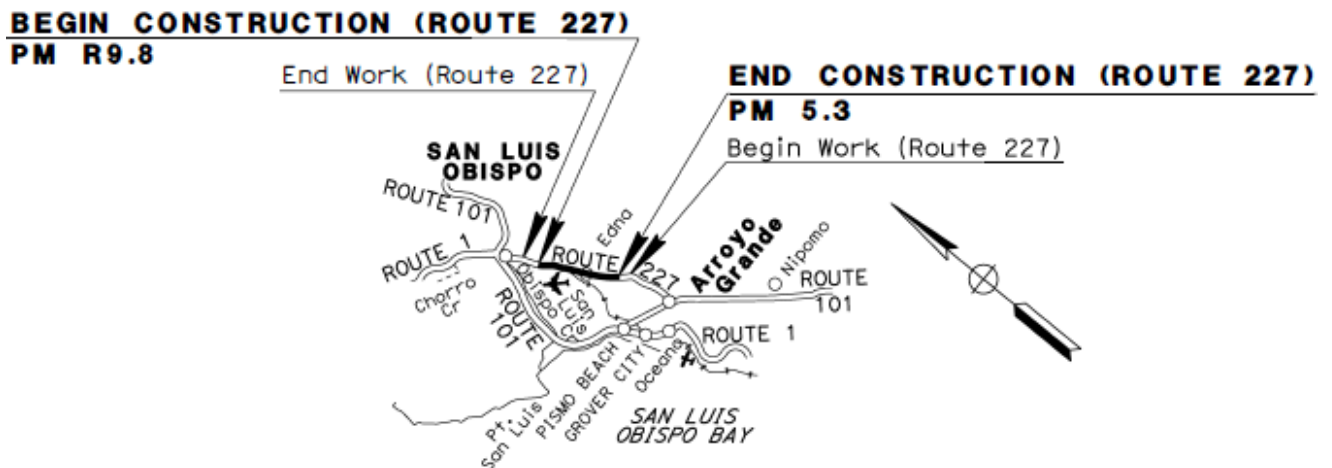 BEGIN CONSTRUCTION (ROUTE 227)
PM R9.8
End Work (Route 227)
END CONSTRUCTION (ROUTE 227)
PM 5.3
Begin Work (Route 227)
SAN LUIS
OBISPO
ROUTE 101
ROUTE 1
Chorro
Cr
Edna
ROUTE 227
Arroyo
Grande
Nipomo
ROUTE
101
San
Luis
Obispo Cr
ROUTE
101
ROUTE 1
Pt.
San Luis
PISMO BEACH
GROVER CITY
Oceano
SAN LUIS
OBISPO BAY